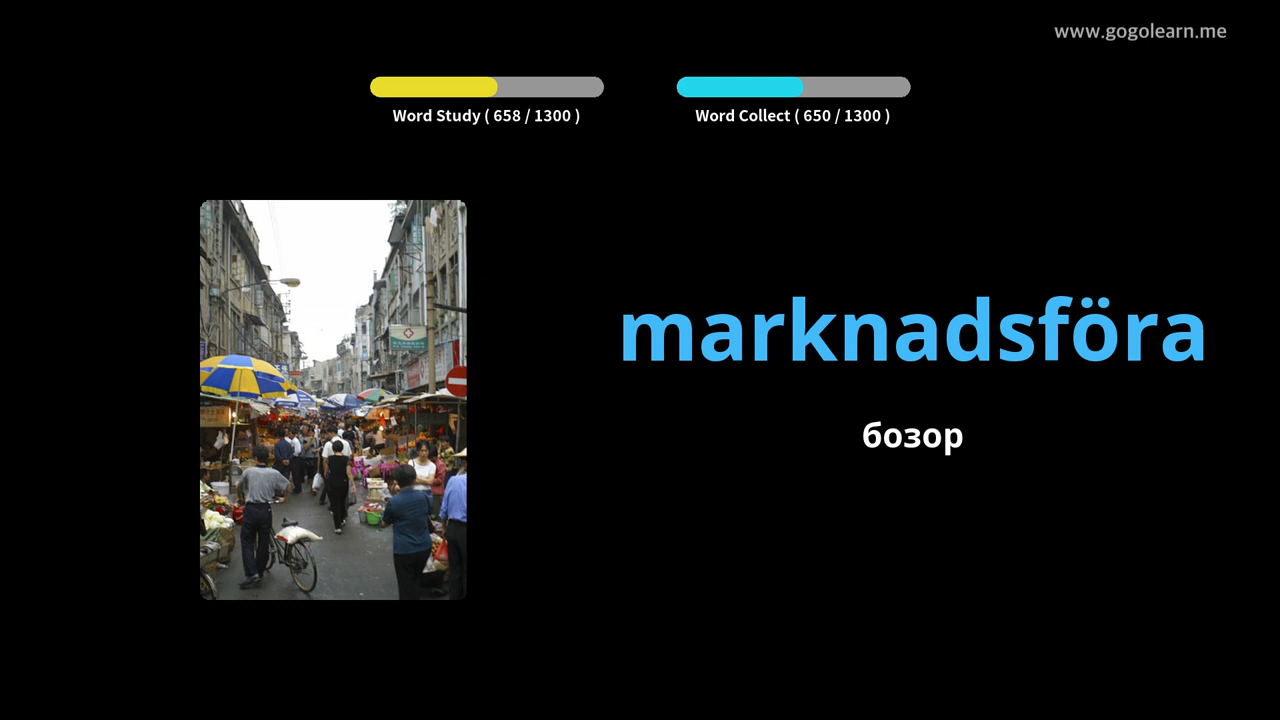 www.gogolearn.me
Word Study ( 658 / 1300 )
Word Collect ( 650 / 1300 )
marknadsföra
бозор